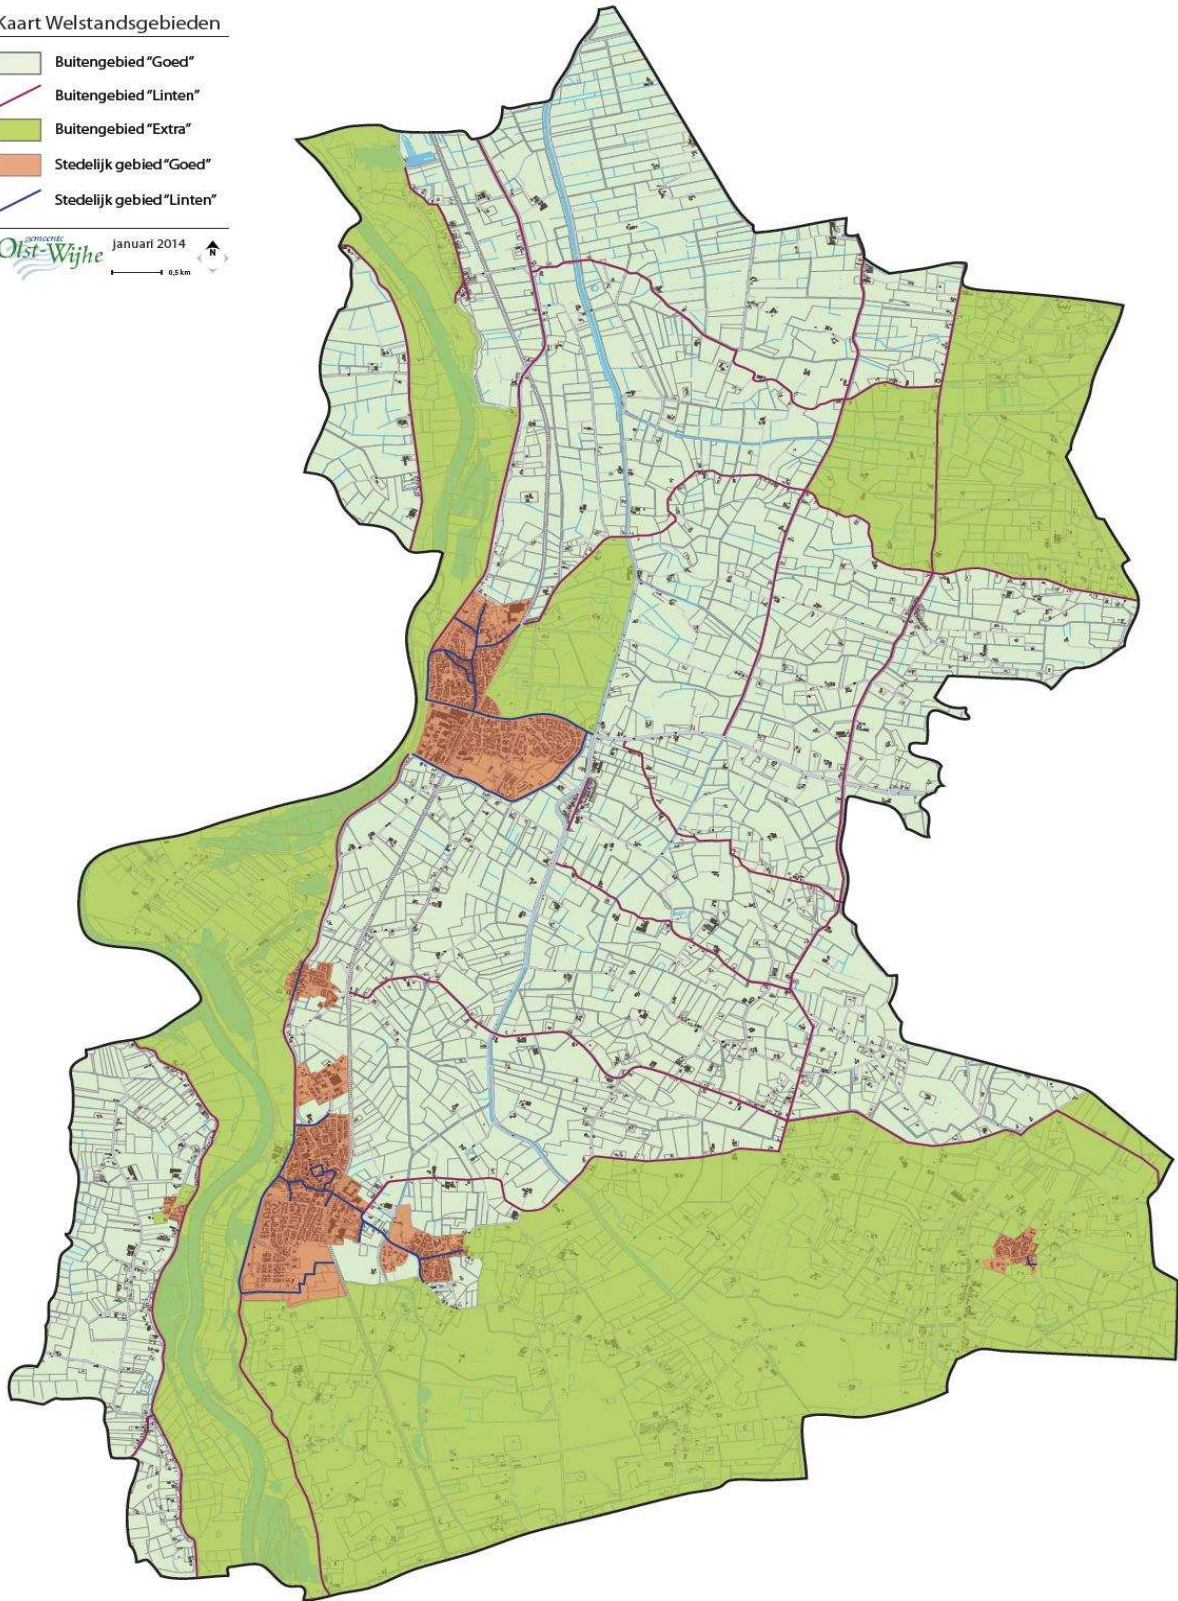 Kaart Welstandsgebieden
Buitengebied "Goed"
Buitengebied "Linten"
Buitengebied "Extra"
Stedelijk gebied "Goed"
Stedelijk gebied "Linten"
gemeente
Olst-Wijhe
januari 2014
N
0,5 km